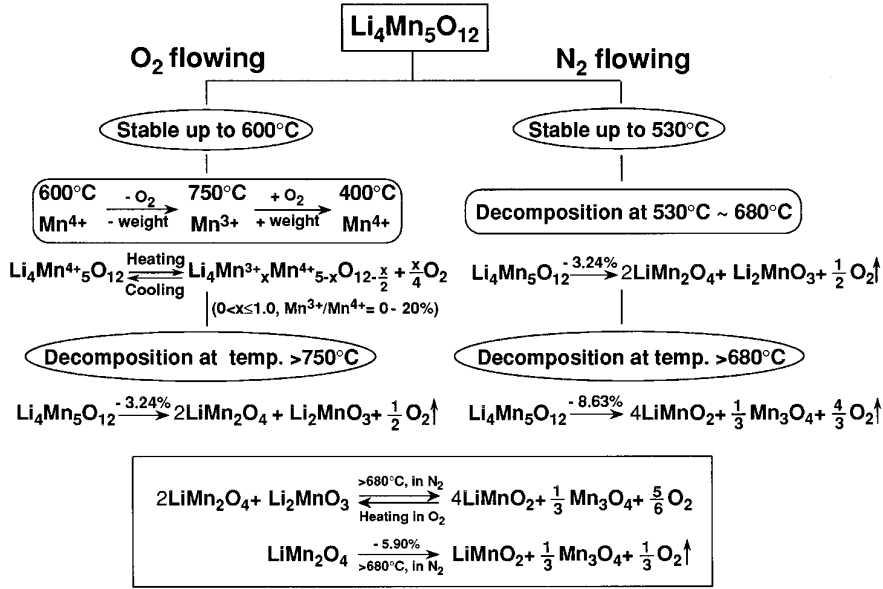 Li4Mn5O12
O2 flowing
N2 flowing
Stable up to 600°C
Stable up to 530°C
600°C - O2 750°C + O2 400°C
Mn4+ - weight Mn3+ + weight Mn4+
Decomposition at 530°C ~ 680°C
Heating
Li4Mn4+5O12 ⇌ Li4Mn3+xMn4+5-xO12-x/2 + x/4 O2
Cooling
(0<x≤1.0, Mn3+/Mn4+= 0 - 20%)
Li4Mn5O12 - 3.24% → 2LiMn2O4+ Li2MnO3+ 1/2 O2↑
Decomposition at temp. >750°C
Decomposition at temp. >680°C
Li4Mn5O12 - 3.24% → 2LiMn2O4 + Li2MnO3+ 1/2 O2↑
Li4Mn5O12 - 8.63% → 4LiMnO2+ 1/3 Mn3O4+ 4/3 O2↑
>680°C, in N2
2LiMn2O4+ Li2MnO3 ⇌ 4LiMnO2+ 1/3 Mn3O4+ 5/6 O2
Heating in O2
- 5.90%
LiMn2O4 → LiMnO2+ 1/3 Mn3O4+ 1/3 O2↑
>680°C, in N2